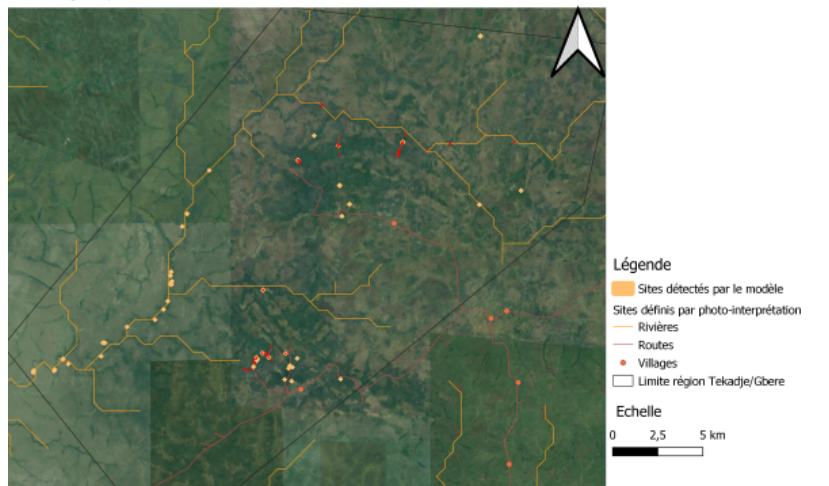 Légende
Sites détectés par le modèle
Sites définis par photo-interprétation
Rivières
Routes
Villages
Limite région Tekadje/Gbere
Echelle
0 2,5 5 km